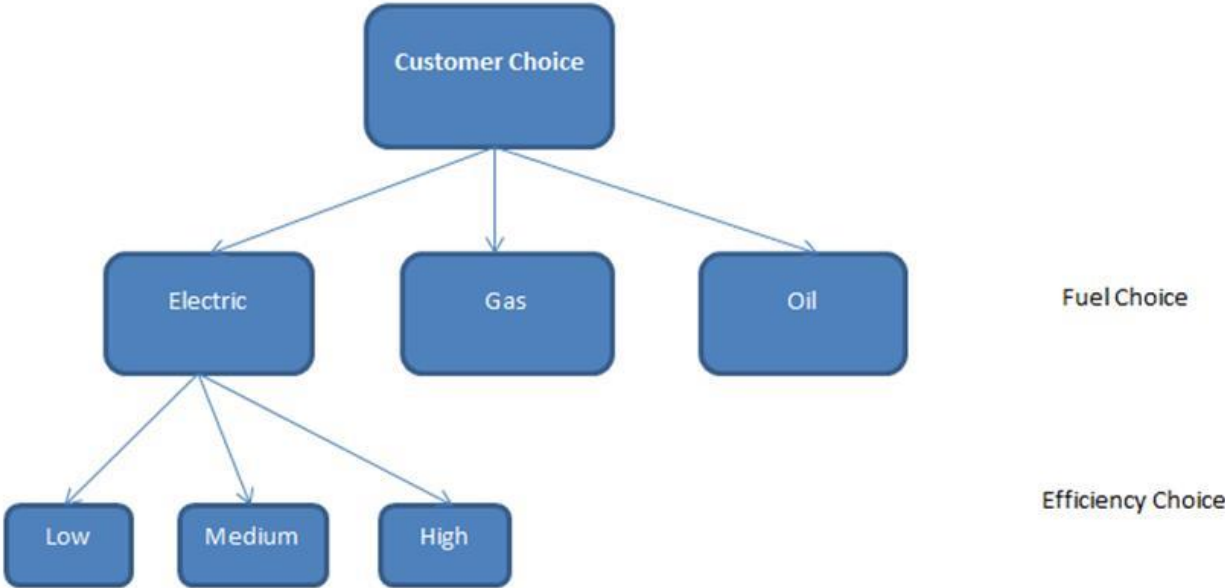 Customer Choice
Electric
Gas
Oil
Fuel Choice
Low
Medium
High
Efficiency Choice